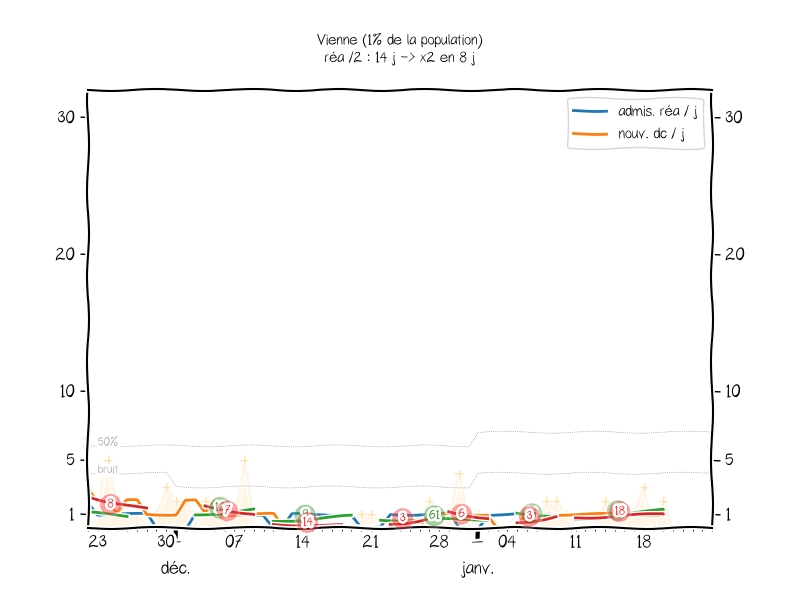 Vienne (1% de la population)
réa /2 : 14 j -> x2 en 8 j
admis. réa / j
nouv. dc / j
30 30
20 20
10 10
5 5
1 1
50%
bruit
8 47 14 3 61 6 3 18
23 30 07 14 21 28 04 11 18
déc. janv.